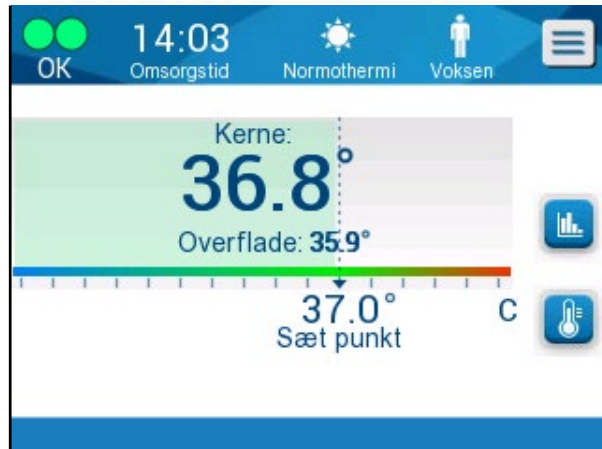 OK
14:03
Omsorgstid
Normothermi
Voksen
Kerne:
36.8°
Overflade: 35.9°
37.0° C
Sæt punkt